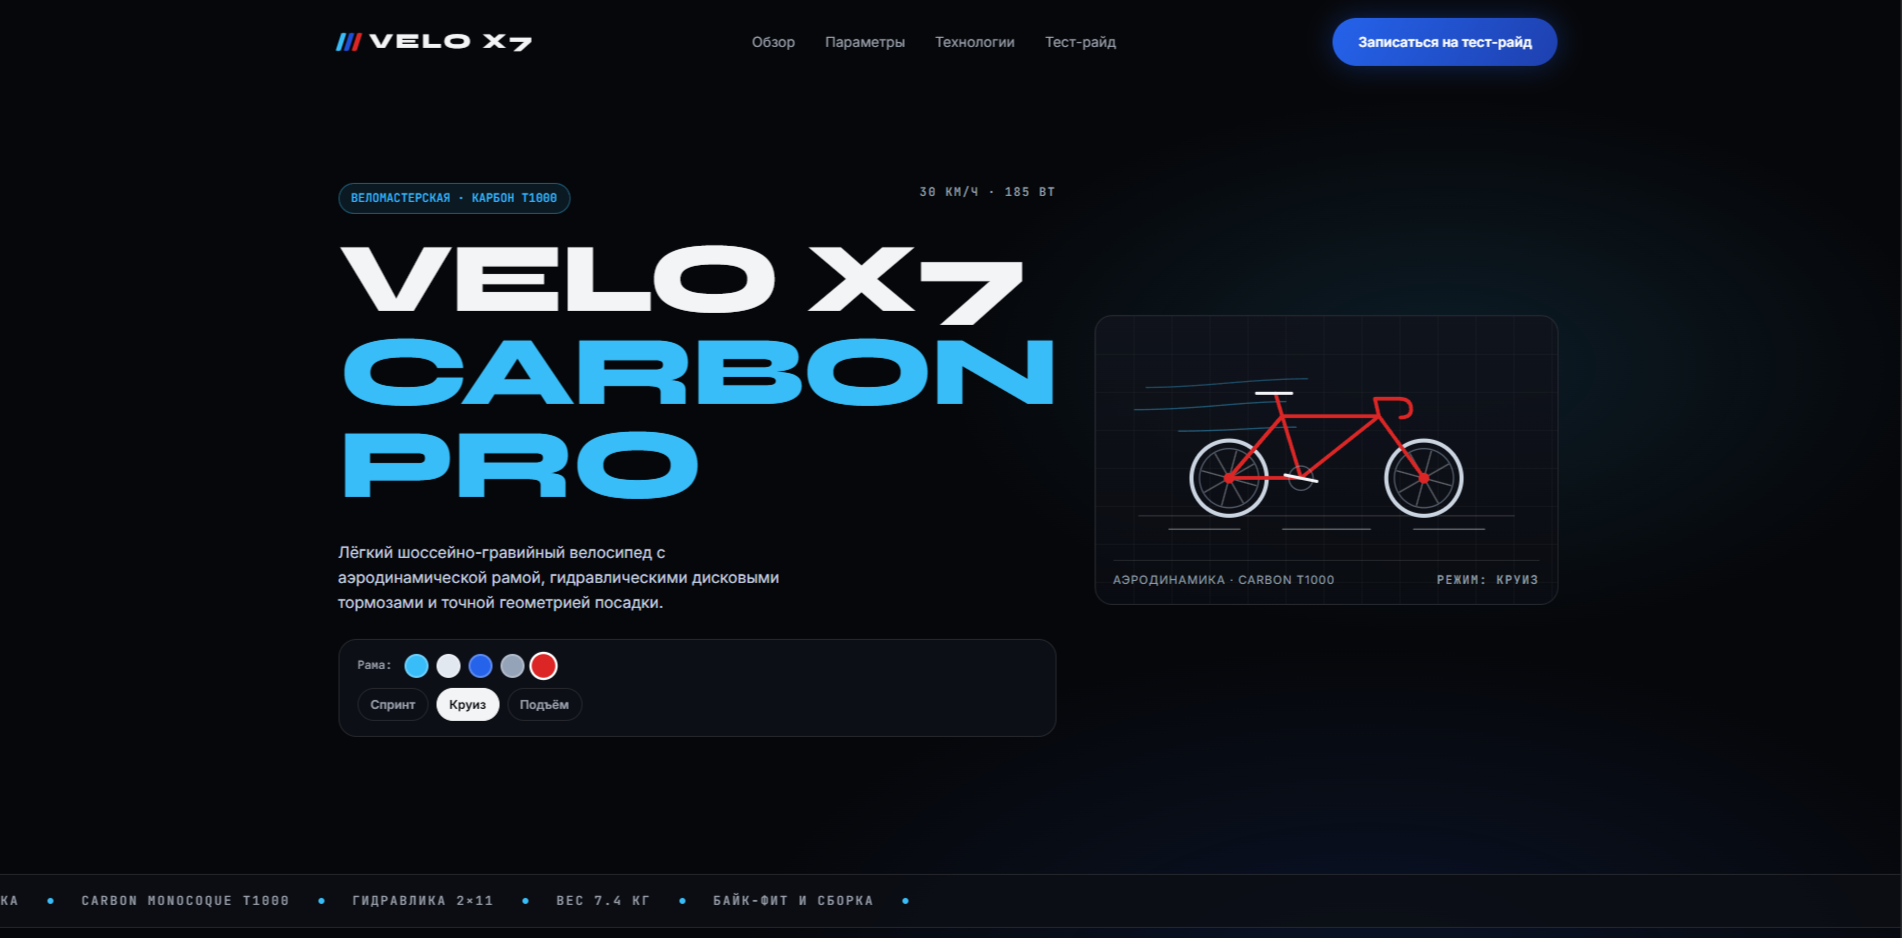 VELO X7
Обзор Параметры Технологии Тест-райд
Записаться на тест-райд
ВЕЛОМАСТЕРСКАЯ · КАРБОН T1000
30 КМ/Ч · 185 ВТ
VELO X7
CARBON
PRO
Лёгкий шоссейно-гравийный велосипед с
аэродинамической рамой, гидравлическими дисковыми
тормозами и точной геометрией посадки.
Рама:
Спринт Круиз Подъём
АЭРОДИНАМИКА · CARBON T1000
РЕЖИМ: КРУИЗ
КА • CARBON MONOCOQUE T1000 • ГИДРАВЛИКА 2×11 • ВЕС 7.4 КГ • БАЙК-ФИТ И СБОРКА •